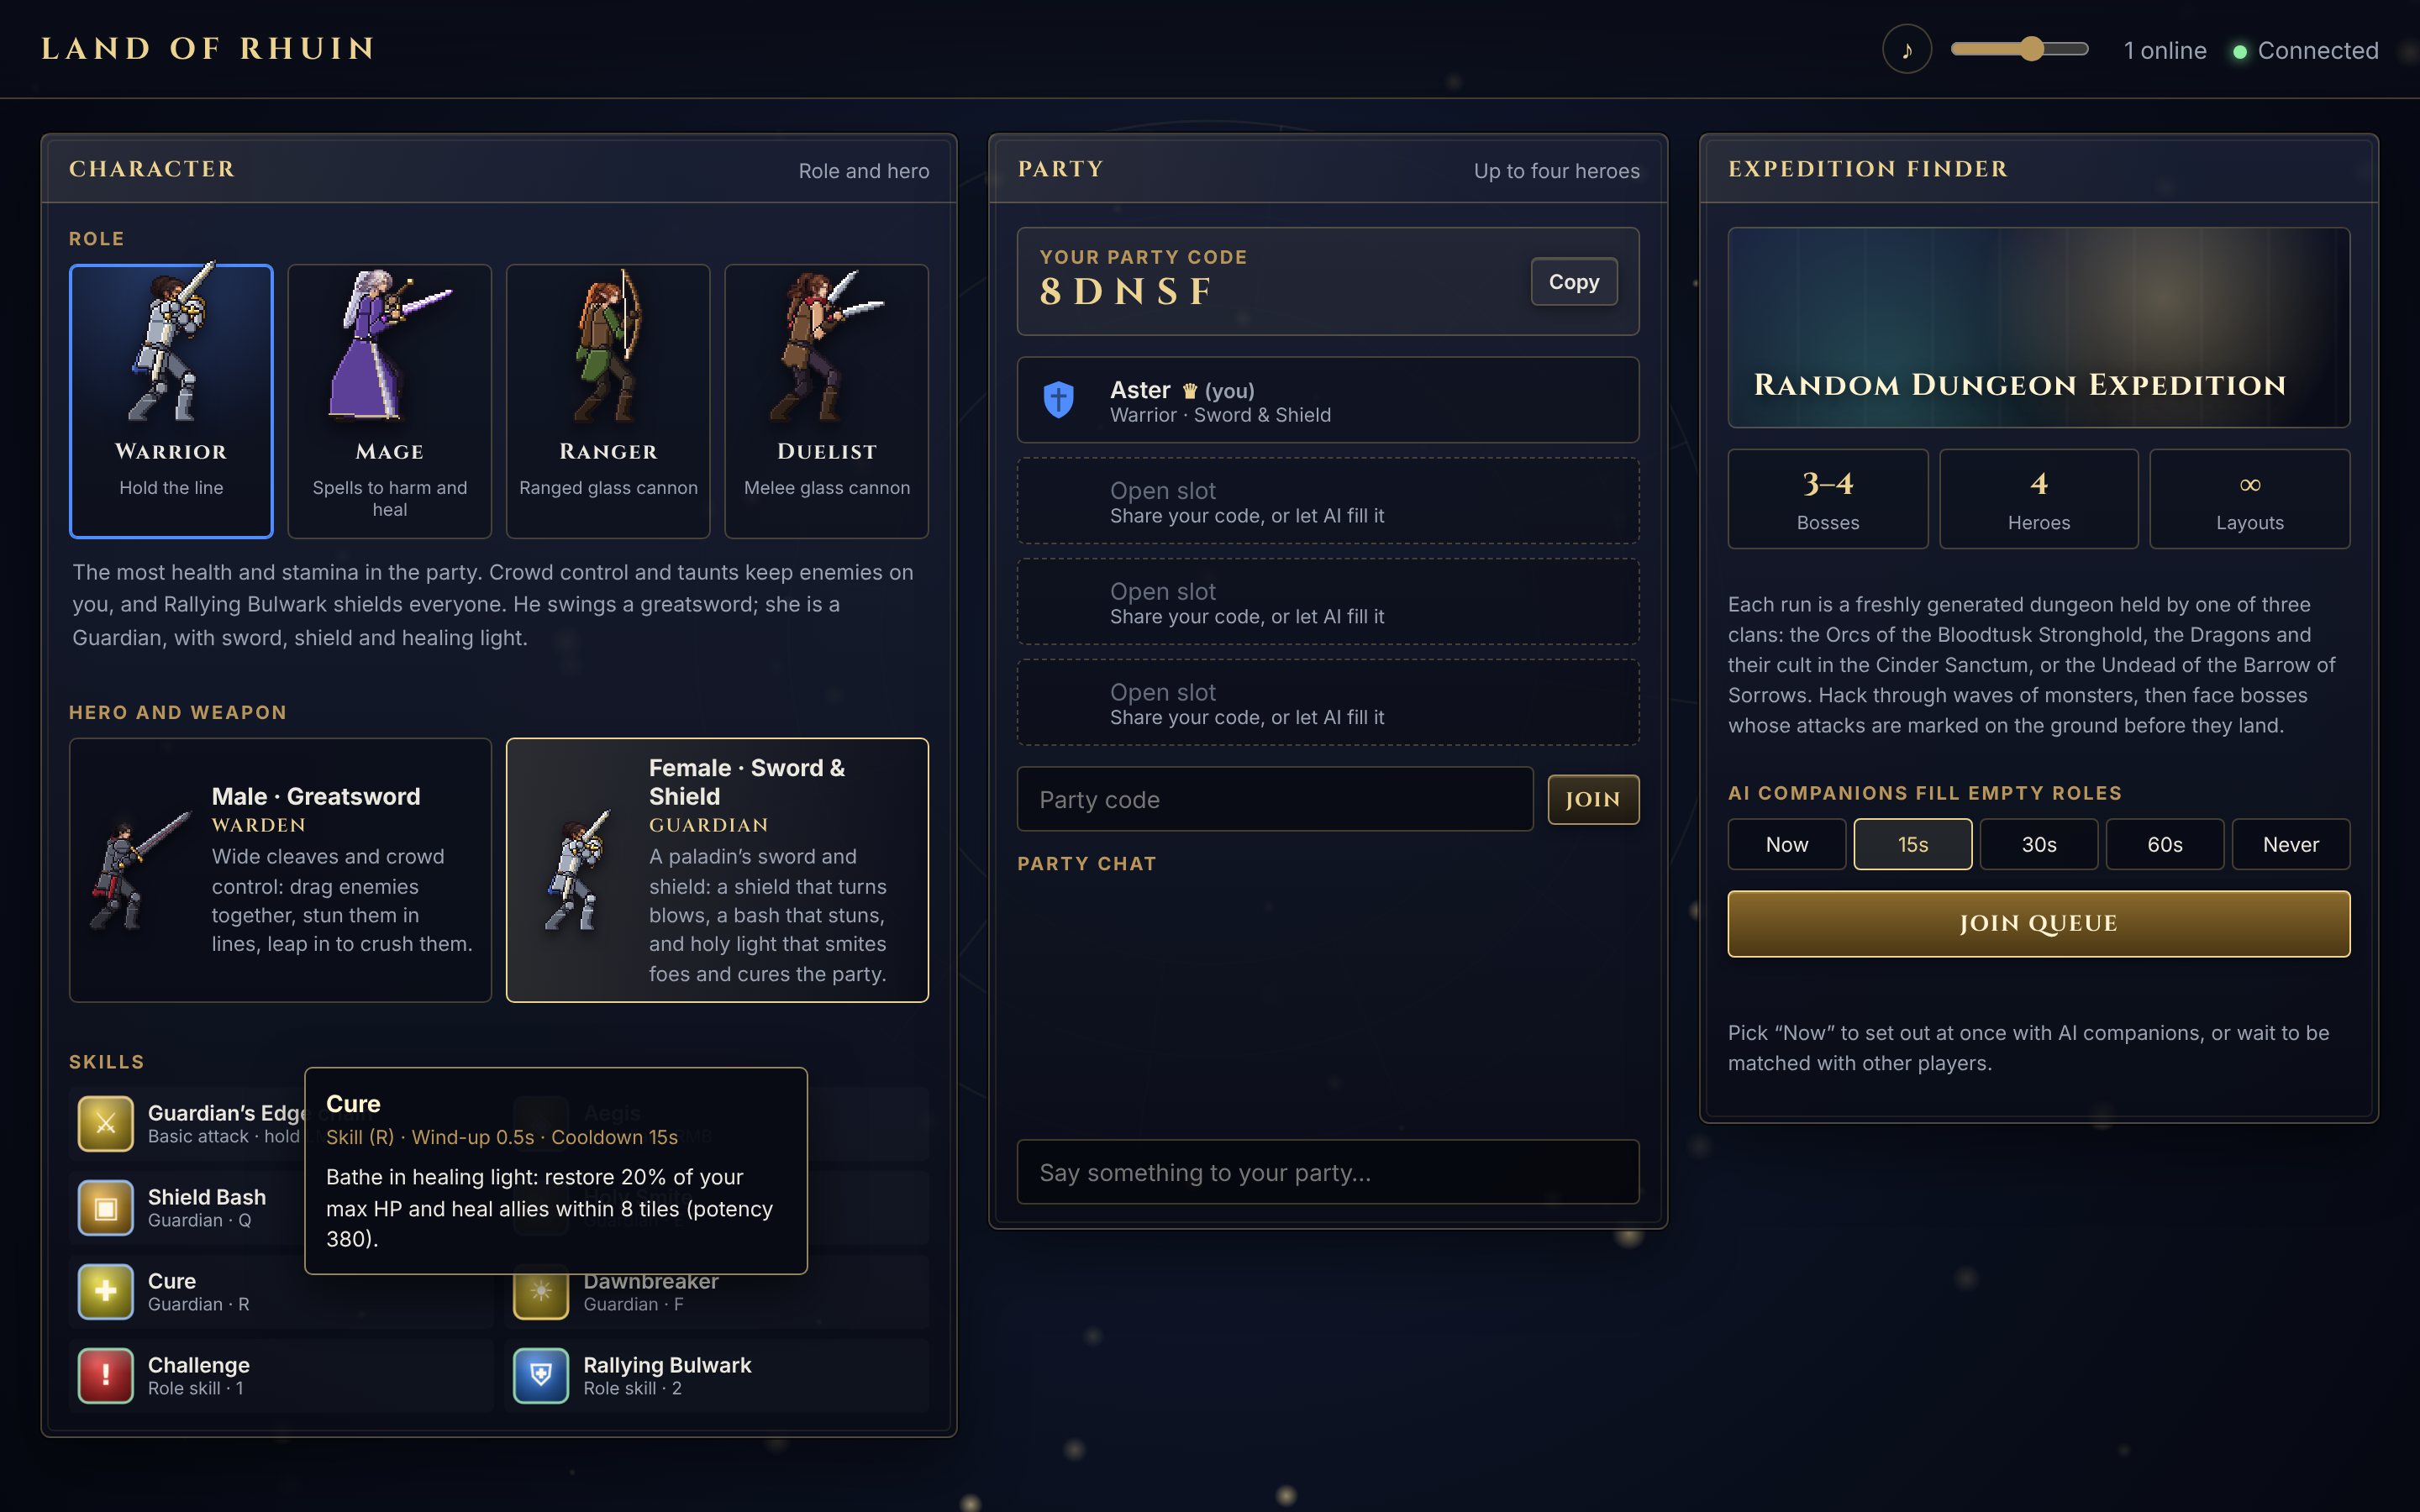 LAND OF RHUIN
♪
1 online
Connected
CHARACTER
Role and hero
ROLE
WARRIOR
Hold the line
MAGE
Spells to harm and
heal
RANGER
Ranged glass cannon
DUELIST
Melee glass cannon
The most health and stamina in the party. Crowd control and taunts keep enemies on
you, and Rallying Bulwark shields everyone. He swings a greatsword; she is a
Guardian, with sword, shield and healing light.
HERO AND WEAPON
Male · Greatsword
WARDEN
Wide cleaves and crowd
control: drag enemies
together, stun them in
lines, leap in to crush them.
Female · Sword &
Shield
GUARDIAN
A paladin’s sword and
shield: a shield that turns
blows, a bash that stuns,
and holy light that smites
foes and cures the party.
SKILLS
Guardian’s Edge
Basic attack · hold
Aegis
Shield Bash
Guardian · Q
Holy Smite
Cure
Guardian · R
Dawnbreaker
Guardian · F
Challenge
Role skill · 1
Rallying Bulwark
Role skill · 2
Cure
Skill (R) · Wind-up 0.5s · Cooldown 15s
Bathe in healing light: restore 20% of your
max HP and heal allies within 8 tiles (potency
380).
PARTY
Up to four heroes
YOUR PARTY CODE
8DNSF
Copy
Aster (you)
Warrior · Sword & Shield
Open slot
Share your code, or let AI fill it
Open slot
Share your code, or let AI fill it
Open slot
Share your code, or let AI fill it
Party code
JOIN
PARTY CHAT
Say something to your party...
EXPEDITION FINDER
RANDOM DUNGEON EXPEDITION
3–4
Bosses
4
Heroes
∞
Layouts
Each run is a freshly generated dungeon held by one of three
clans: the Orcs of the Bloodtusk Stronghold, the Dragons and
their cult in the Cinder Sanctum, or the Undead of the Barrow of
Sorrows. Hack through waves of monsters, then face bosses
whose attacks are marked on the ground before they land.
AI COMPANIONS FILL EMPTY ROLES
Now
15s
30s
60s
Never
JOIN QUEUE
Pick “Now” to set out at once with AI companions, or wait to be
matched with other players.